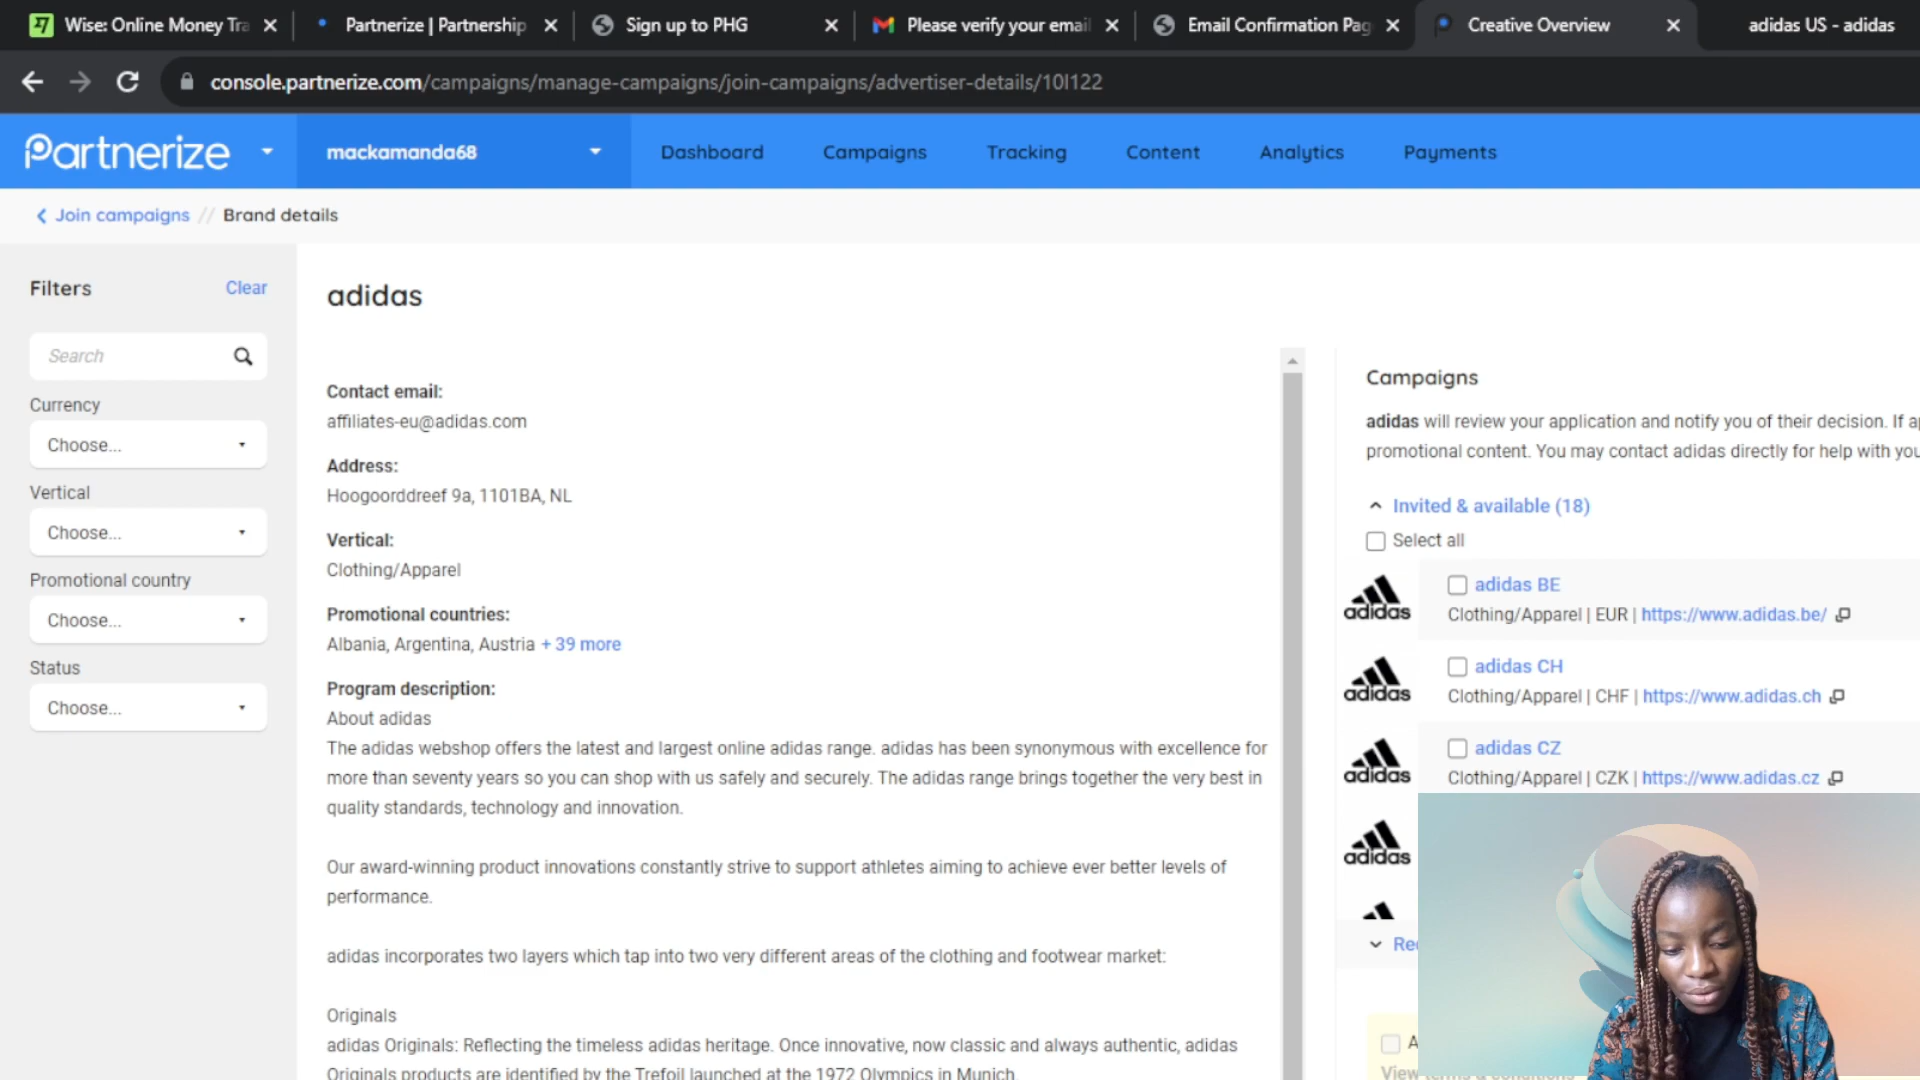 Wise: Online Money Tra
Partnerize | Partnership
Sign up to PHG
Please verify your email
Email Confirmation Pag
Creative Overview
adidas US - adidas
console.partnerize.com/campaigns/manage-campaigns/join-campaigns/advertiser-details/10l122
Partnerize
mackamanda68
Dashboard
Campaigns
Tracking
Content
Analytics
Payments
Join campaigns // Brand details
Filters
Clear
Search
Currency
Choose...
Vertical
Choose...
Promotional country
Choose...
Status
Choose...
adidas
Contact email:
affiliates-eu@adidas.com
Address:
Hoogoorddreef 9a, 1101BA, NL
Vertical:
Clothing/Apparel
Promotional countries:
Albania, Argentina, Austria + 39 more
Program description:
About adidas
The adidas webshop offers the latest and largest online adidas range. adidas has been synonymous with excellence for
more than seventy years so you can shop with us safely and securely. The adidas range brings together the very best in
quality standards, technology and innovation.
Our award-winning product innovations constantly strive to support athletes aiming to achieve ever better levels of
performance.
adidas incorporates two layers which tap into two very different areas of the clothing and footwear market:
Originals
adidas Originals: Reflecting the timeless adidas heritage. Once innovative, now classic and always authentic, adidas
Originals products are identified by the Trefoil launched at the 1972 Olympics in Munich.
Campaigns
adidas will review your application and notify you of their decision. If ap
promotional content. You may contact adidas directly for help with you
Invited & available (18)
Select all
adidas
adidas BE
Clothing/Apparel | EUR | https://www.adidas.be/
adidas
adidas CH
Clothing/Apparel | CHF | https://www.adidas.ch
adidas
adidas CZ
Clothing/Apparel | CZK | https://www.adidas.cz
adidas
Rec
A
View terms & conditions